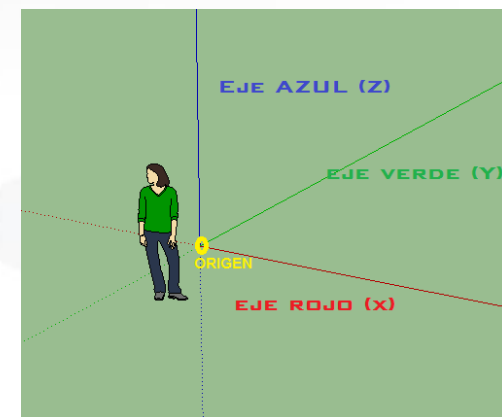 Eje AZUL (Z)
EJE VERDE (Y)
ORIGEN
EJE ROJO (x)